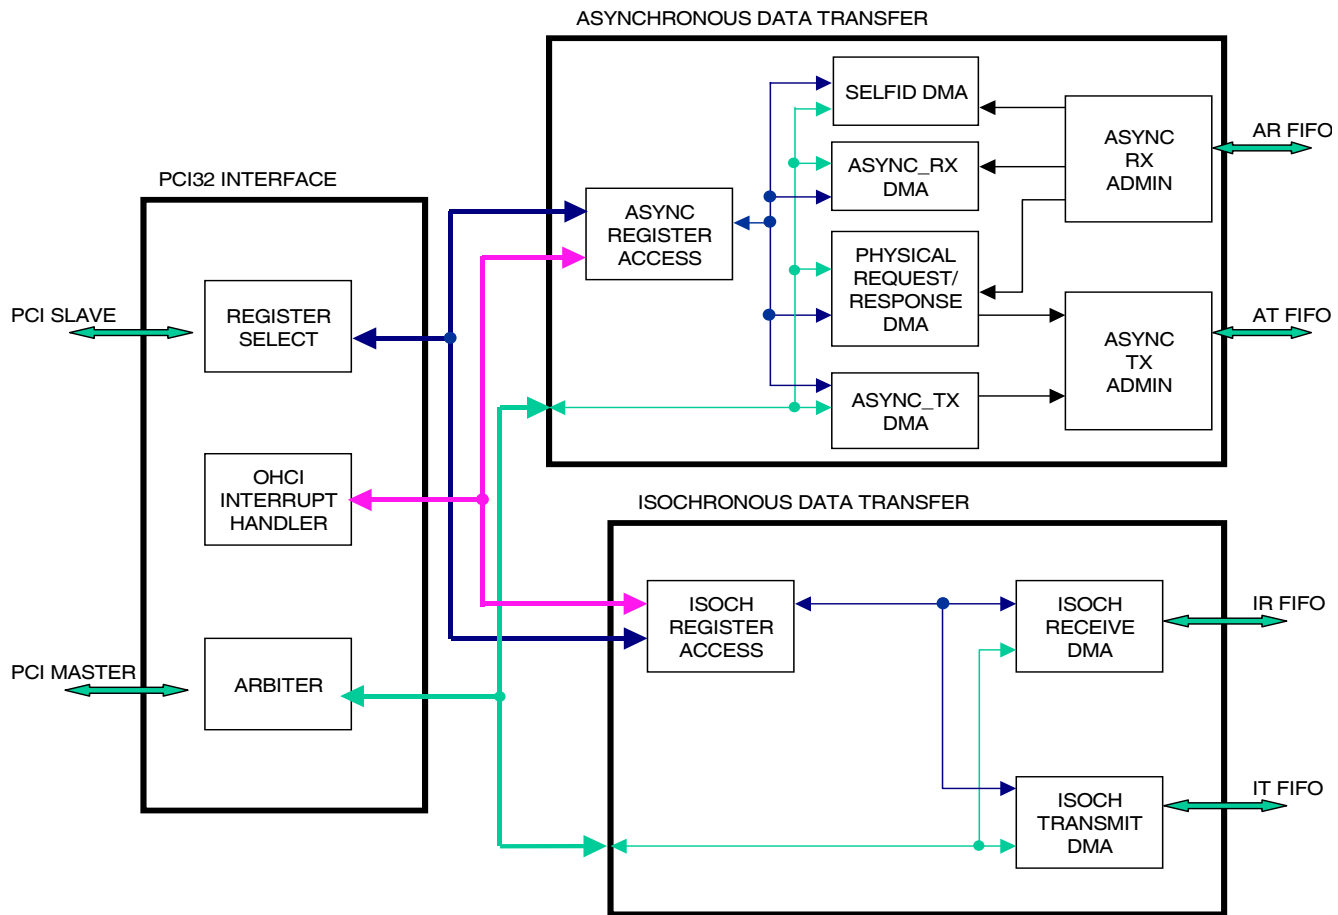 ASYNCHRONOUS DATA TRANSFER
SELFID DMA
ASYNC_RX
DMA
PHYSICAL
REQUEST/
RESPONSE
DMA
ASYNC_TX
DMA
ASYNC
REGISTER
ACCESS
ASYNC
RX
ADMIN
ASYNC
TX
ADMIN
AR FIFO
AT FIFO
PCI32 INTERFACE
PCI SLAVE
REGISTER
SELECT
OHCI
INTERRUPT
HANDLER
PCI MASTER
ARBITER
ISOCHRONOUS DATA TRANSFER
ISOCH
REGISTER
ACCESS
ISOCH
RECEIVE
DMA
ISOCH
TRANSMIT
DMA
IR FIFO
IT FIFO